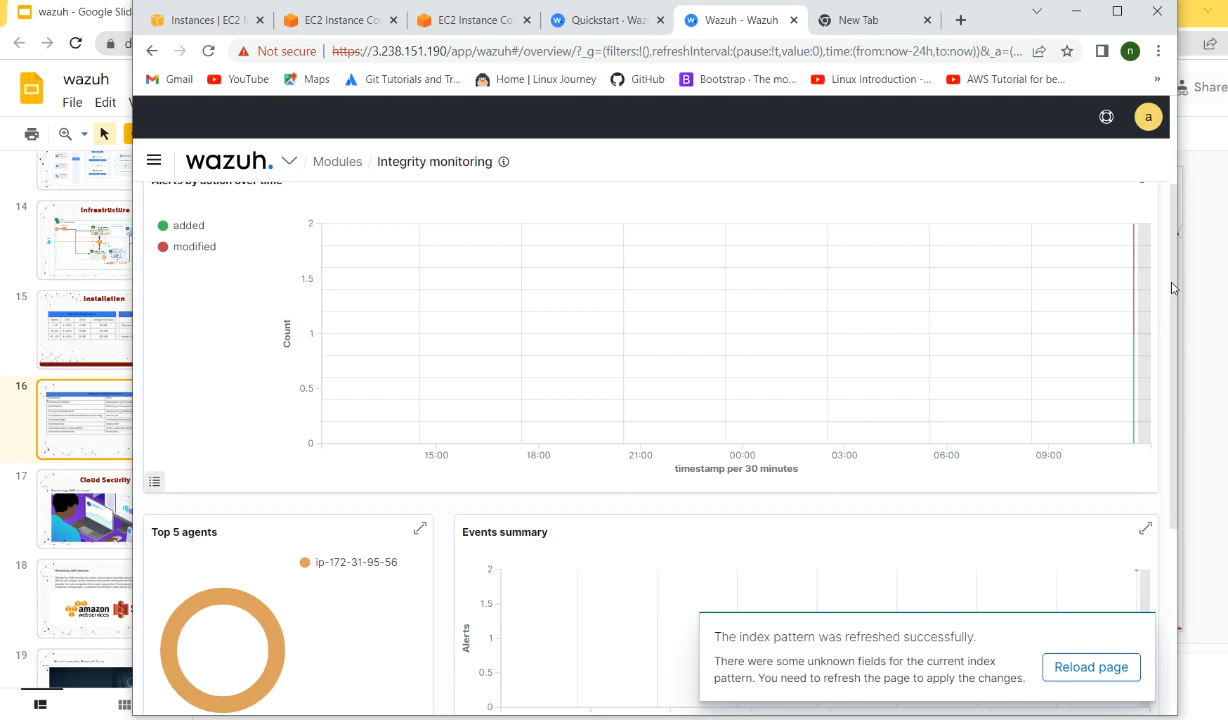 wazuh - Google Slid
Instances | EC2 M
EC2 Instance Co
EC2 Instance Co
Quickstart · Waz
Wazuh - Wazuh
New Tab
Not secure
https://3.238.151.190/app/wazuh#/overview/?_g=(filters:!(),refreshInterval:(pause:!t,value:0),time:(from:now-24h,to:now))&_a=(...
n
Gmail
YouTube
Maps
Git Tutorials and Tr...
Home | Linux Journey
GitHub
Bootstrap · The mo...
Linux Introduction -...
AWS Tutorial for be...
»
wazuh
File Edit
Share
a
wazuh. / Modules / Integrity monitoring
Alerts by action over time
added
modified
2
1.5
1
0.5
0
Count
15:00 18:00 21:00 00:00 03:00 06:00 09:00
timestamp per 30 minutes
Top 5 agents
ip-172-31-95-56
Events summary
2
1.5
1
0.5
0
Alerts
The index pattern was refreshed successfully.
There were some unknown fields for the current index
pattern. You need to refresh the page to apply the changes.
Reload page
14
Infrastructure
15
Installation
16
17
Cloud Security
18
amazon
webservices
19